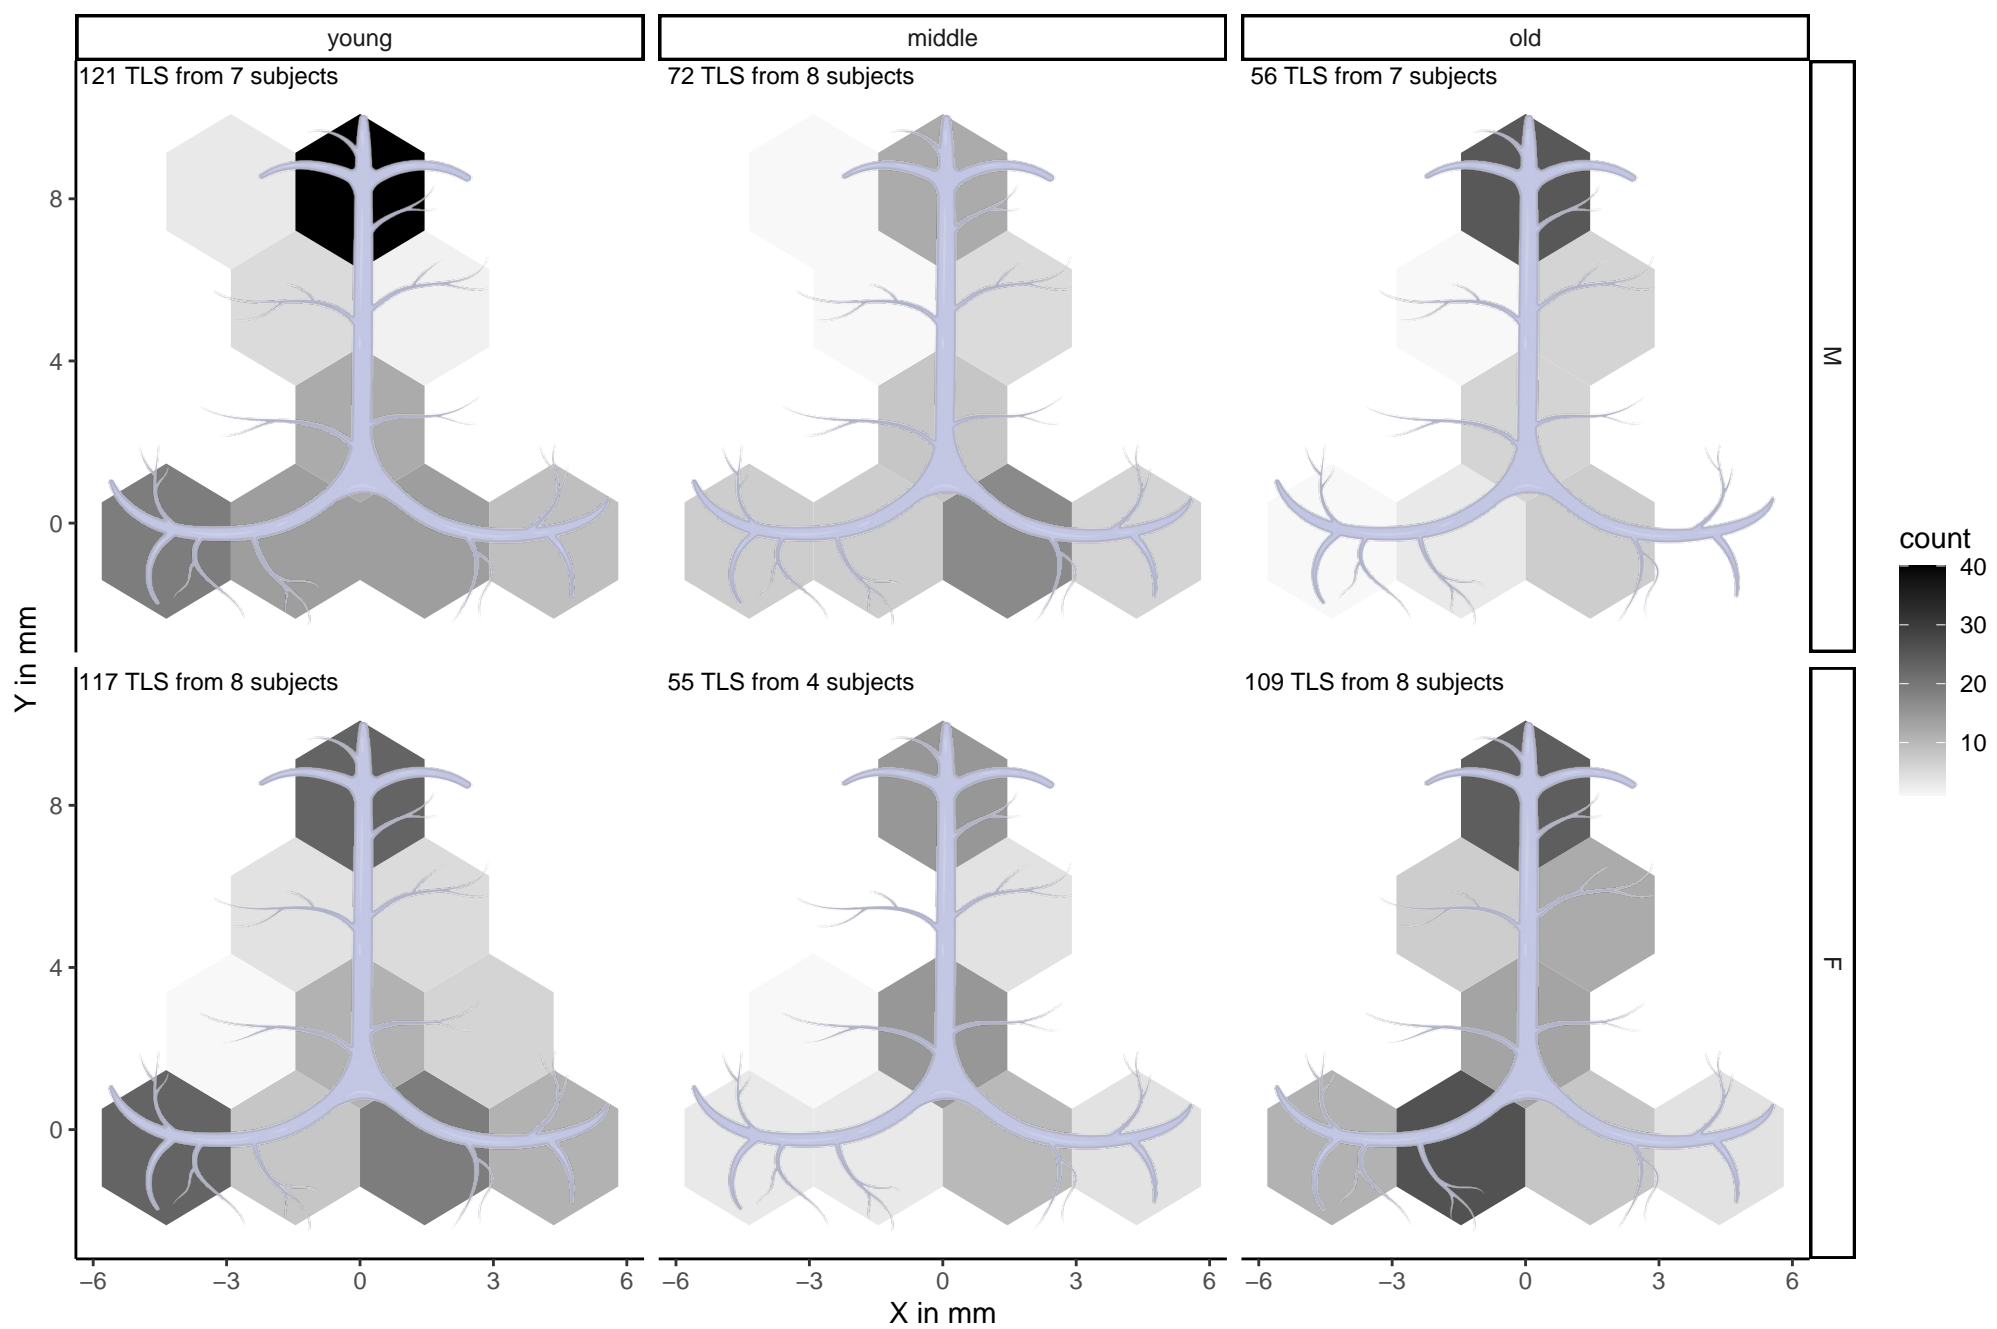 young
middle
old
121 TLS from 7 subjects
72 TLS from 8 subjects
56 TLS from 7 subjects
8
4
0
M
117 TLS from 8 subjects
55 TLS from 4 subjects
109 TLS from 8 subjects
8
4
0
F
Y in mm
−6 −3 0 3 6
−6 −3 0 3 6
−6 −3 0 3 6
X in mm
count
40
30
20
10